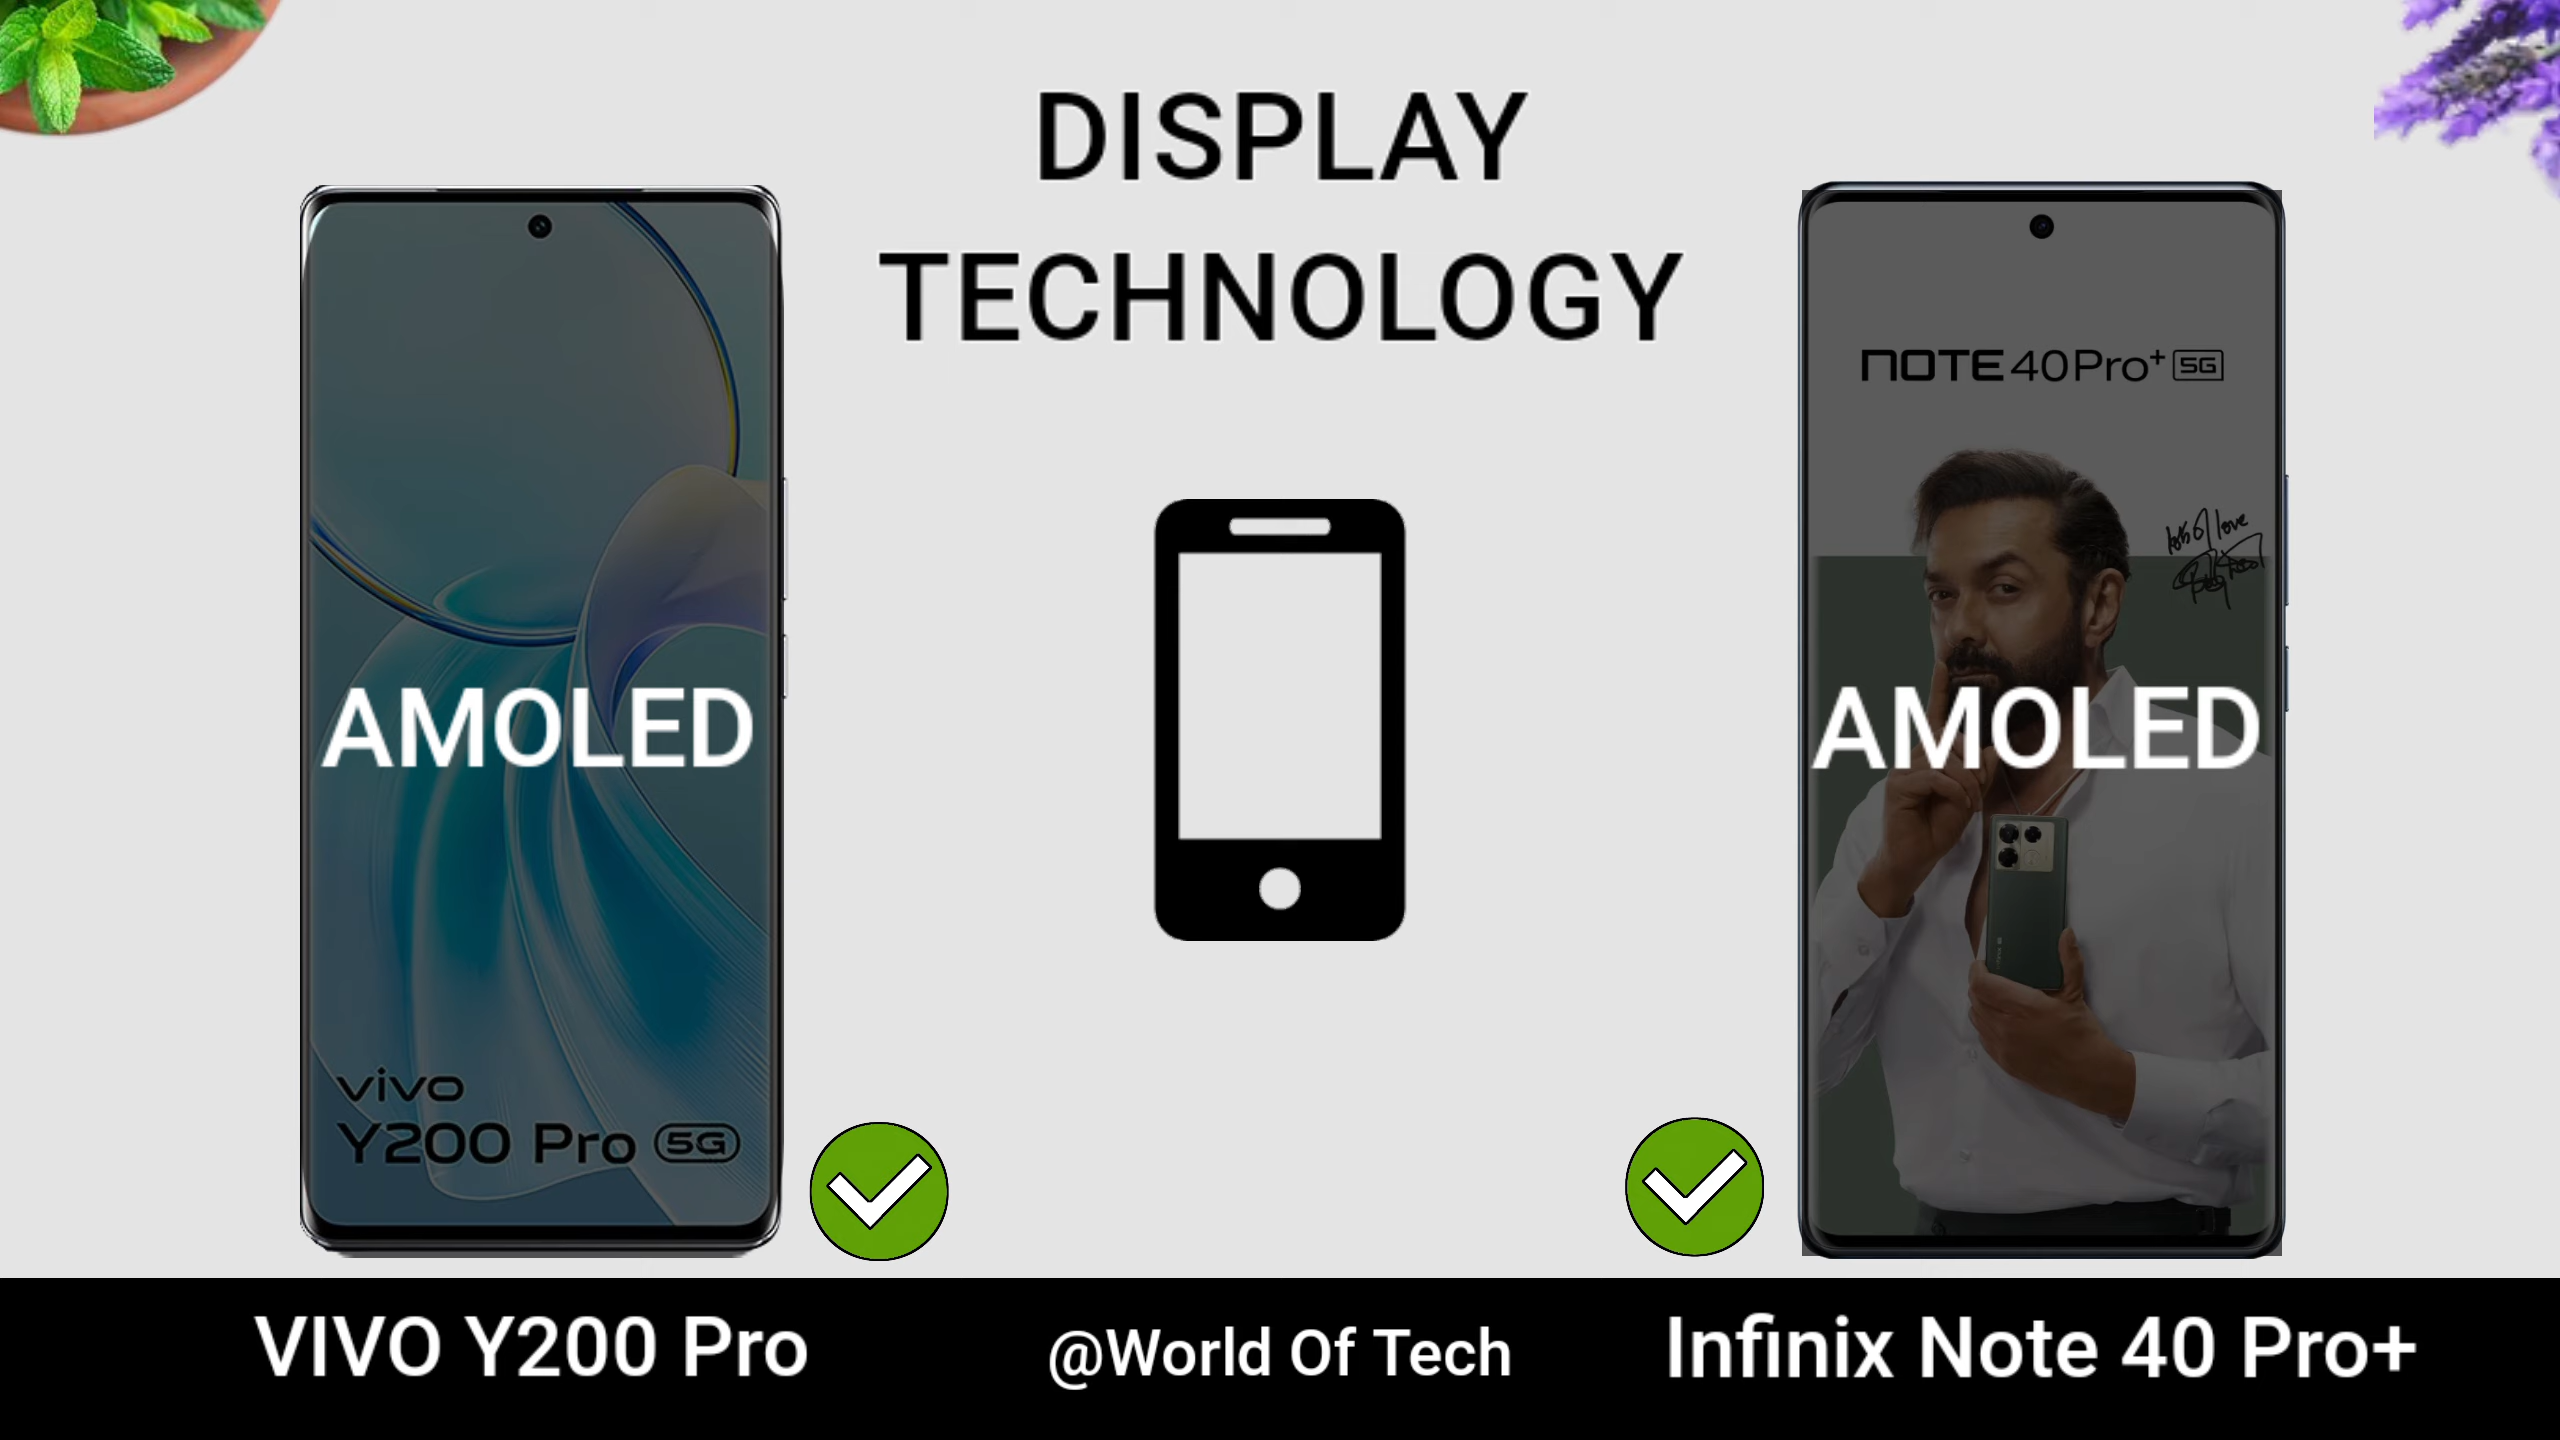 DISPLAY
TECHNOLOGY
NOTE 40 Pro+ 5G
love
AMOLED
AMOLED
vivo
Y200 Pro 5G
VIVO Y200 Pro
@World Of Tech
Infinix Note 40 Pro+